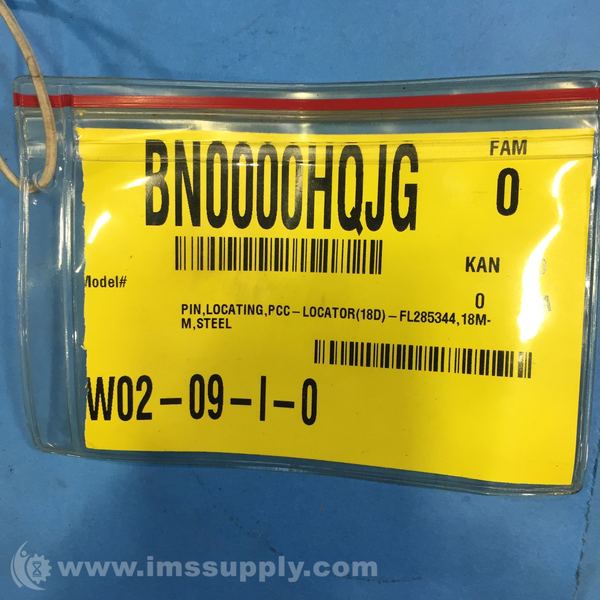 BN0000HQJG
FAM
0
KAN
Model#
0
PIN,LOCATING,PCC-LOCATOR(18D)-FL285344,18M-
M,STEEL
W02-09-I-0
www.imssupply.com